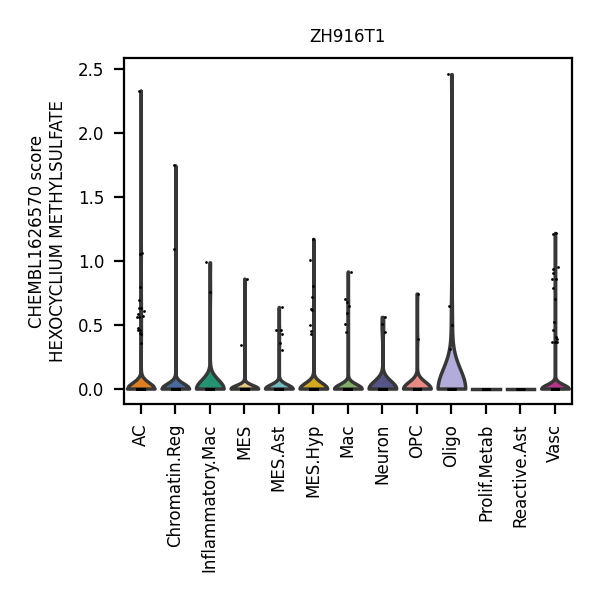 ZH916T1
CHEMBL1626570 score
HEXOCYCLIUM METHYLSULFATE
2.5
2.0
1.5
1.0
0.5
0.0
AC
Chromatin.Reg
Inflammatory.Mac
MES
MES.Ast
MES.Hyp
Mac
Neuron
OPC
Oligo
Prolif.Metab
Reactive.Ast
Vasc